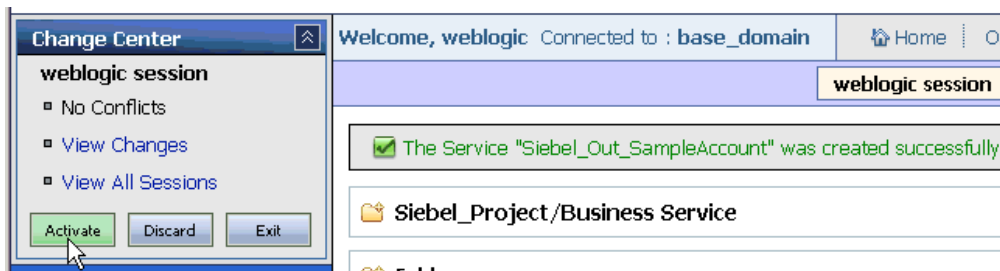 Change Center
weblogic session
No Conflicts
View Changes
View All Sessions
Activate Discard Exit
Welcome, weblogic Connected to : base_domain Home
weblogic session
The Service "Siebel_Out_SampleAccount" was created successfully
Siebel_Project/Business Service